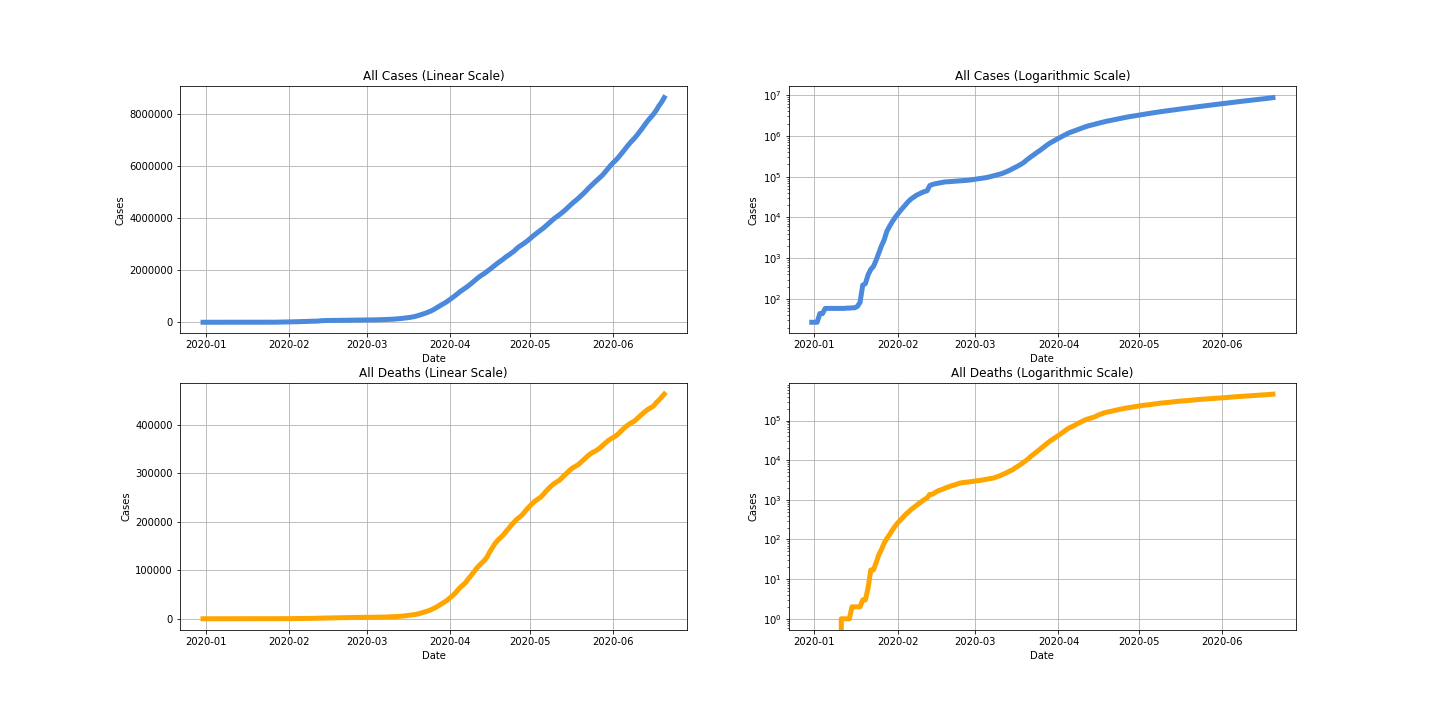 All Cases (Linear Scale)
8000000
6000000
4000000
2000000
0
Cases
2020-01 2020-02 2020-03 2020-04 2020-05 2020-06
Date
All Cases (Logarithmic Scale)
10⁷
10⁶
10⁵
10⁴
10³
10²
Cases
2020-01 2020-02 2020-03 2020-04 2020-05 2020-06
Date
All Deaths (Linear Scale)
400000
300000
200000
100000
0
Cases
2020-01 2020-02 2020-03 2020-04 2020-05 2020-06
Date
All Deaths (Logarithmic Scale)
10⁵
10⁴
10³
10²
10¹
10⁰
Cases
2020-01 2020-02 2020-03 2020-04 2020-05 2020-06
Date